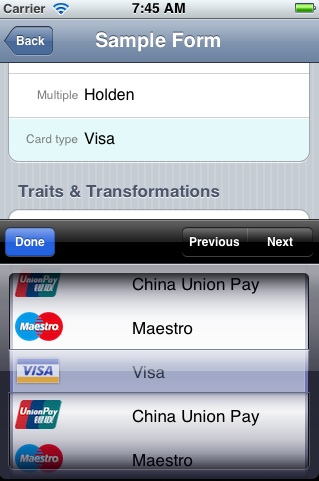 Carrier 7:45 AM
Back Sample Form
Multiple Holden
Card type Visa
Traits & Transformations
Done Previous Next
UnionPay 银联 China Union Pay
Maestro Maestro
VISA Visa
UnionPay 银联 China Union Pay
Maestro Maestro